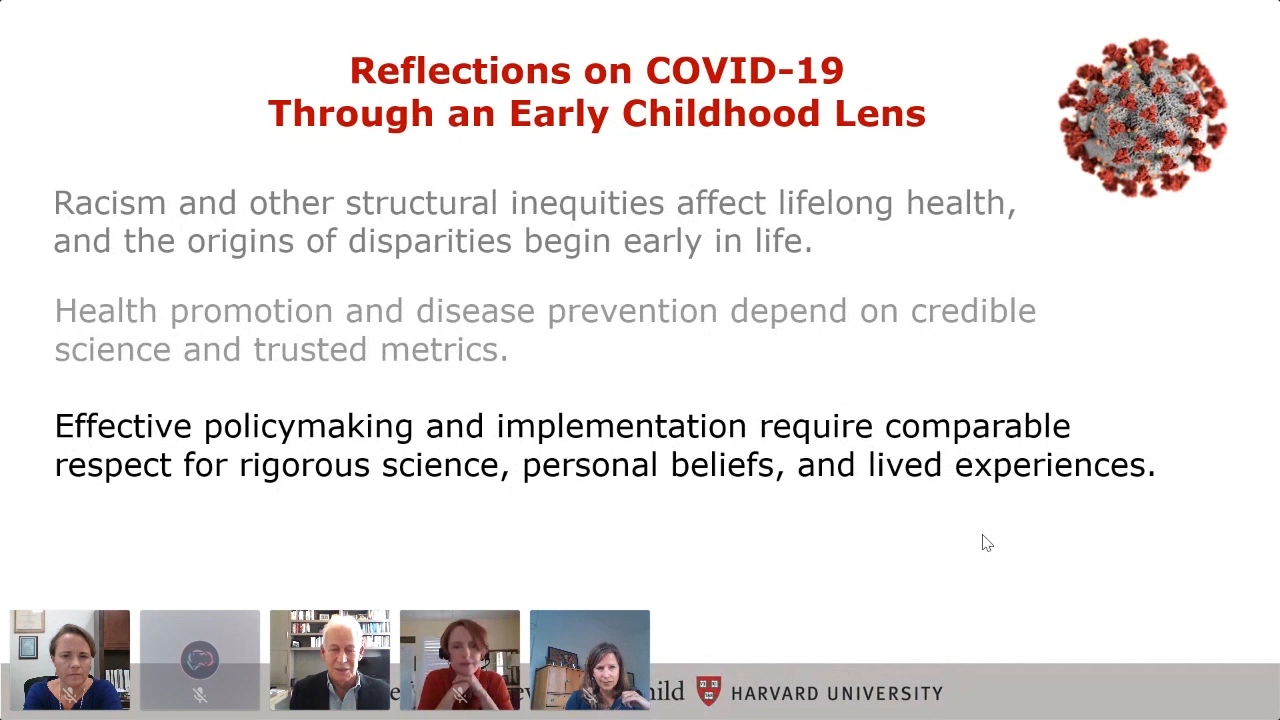 Reflections on COVID-19
Through an Early Childhood Lens
Racism and other structural inequities affect lifelong health,
and the origins of disparities begin early in life.
Health promotion and disease prevention depend on credible
science and trusted metrics.
Effective policymaking and implementation require comparable
respect for rigorous science, personal beliefs, and lived experiences.
HARVARD UNIVERSITY